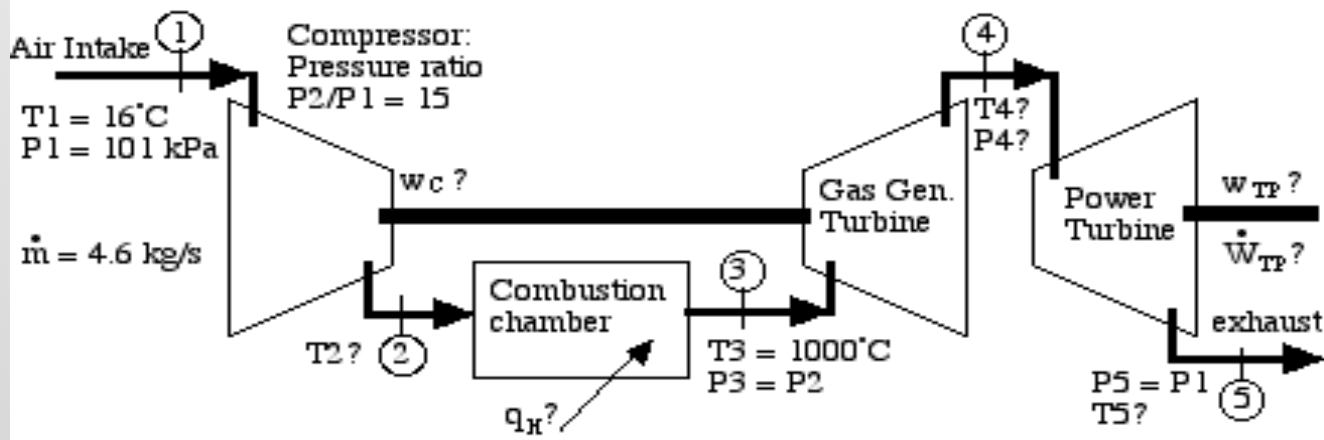 Air Intake
1
T1 = 16°C
P1 = 101 kPa
ṁ = 4.6 kg/s
Compressor:
Pressure ratio
P2/P1 = 15
wC ?
T2?
2
Combustion
chamber
qH?
3
T3 = 1000°C
P3 = P2
Gas Gen.
Turbine
4
T4?
P4?
Power
Turbine
wTP ?
ẆTP ?
exhaust
P5 = P1
T5?
5